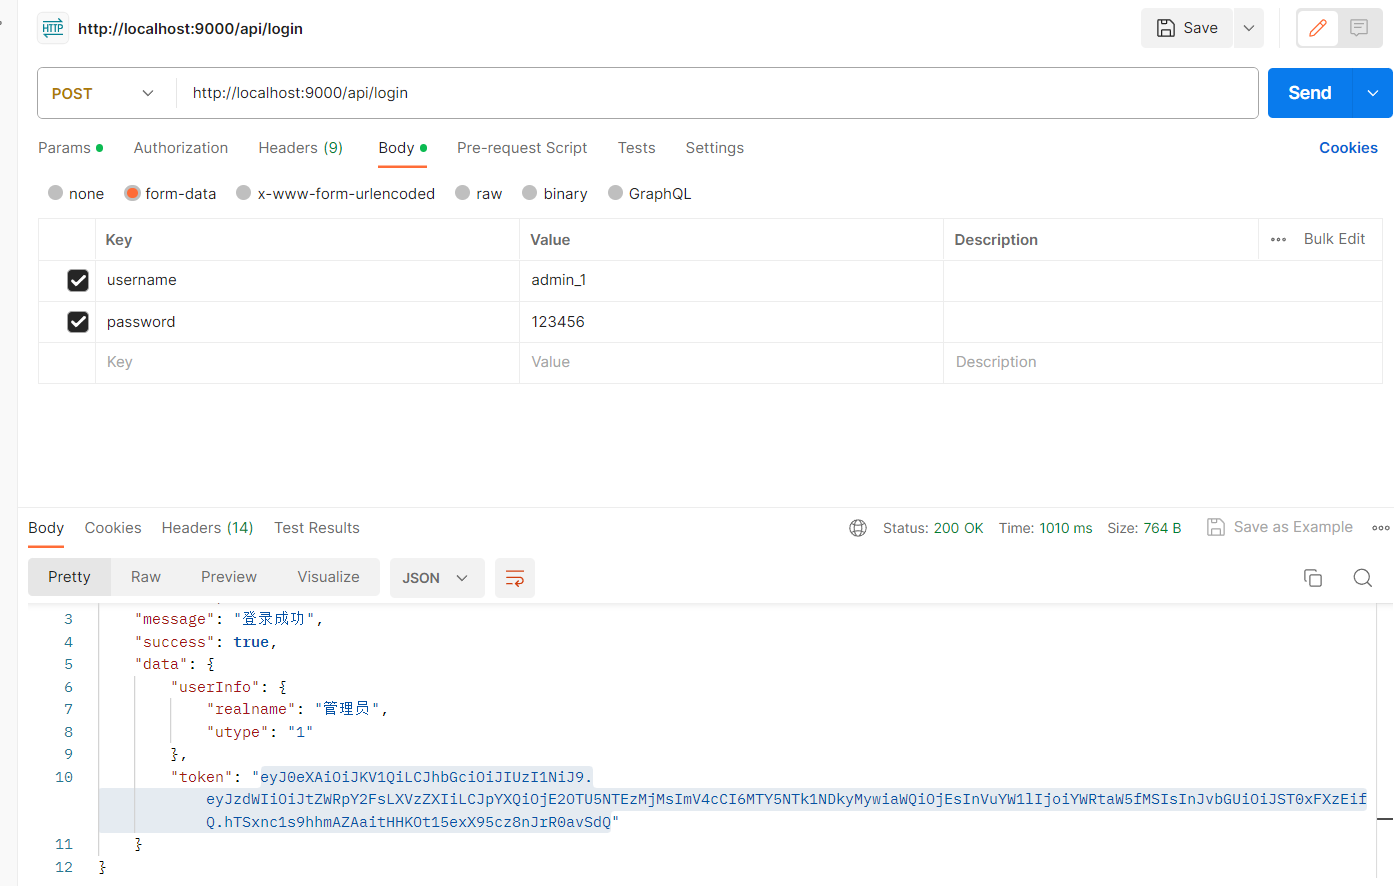 HTTP http://localhost:9000/api/login Save
POST http://localhost:9000/api/login Send
Params Authorization Headers (9) Body Pre-request Script Tests Settings Cookies
none form-data x-www-form-urlencoded raw binary GraphQL
Key Value Description Bulk Edit
username admin_1
password 123456
Key Value Description
Body Cookies Headers (14) Test Results Status: 200 OK Time: 1010 ms Size: 764 B Save as Example
Pretty Raw Preview Visualize JSON
3 "message": "登录成功",
4 "success": true,
5 "data": {
6 "userInfo": {
7 "realname": "管理员",
8 "utype": "1"
9 },
10 "token": "eyJ0eXAiOiJKV1QiLCJhbGciOiJIUzI1NiJ9.
eyJzdWIiOiJtZWRpY2FsLXVzZXIiLCJpYXQiOjE2OTU5NTEzMjMsImV4cCI6MTY5NTk1NDkyMywiaWQiOjEsInVuYW1lIjoiYWRtaW5fMSIsInJvbGUiOiJST0xFXzEif
Q.hTSxnc1s9hhmAZAaitHHKOt15exX95cz8nJrR0avSdQ"
11 }
12 }